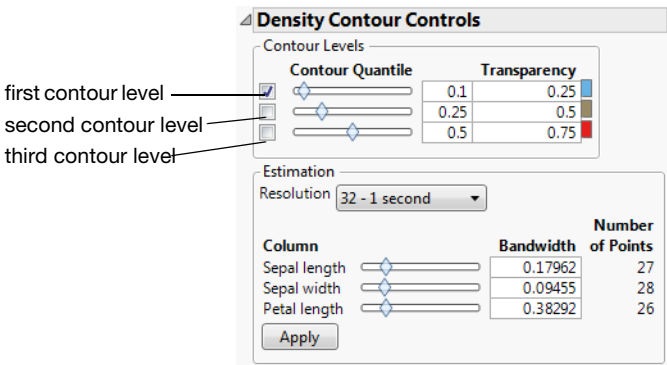 Density Contour Controls
Contour Levels
Contour Quantile Transparency
first contour level 0.1 0.25
second contour level 0.25 0.5
third contour level 0.5 0.75
Estimation
Resolution 32 - 1 second
Column Bandwidth Number of Points
Sepal length 0.17962 27
Sepal width 0.09455 28
Petal length 0.38292 26
Apply